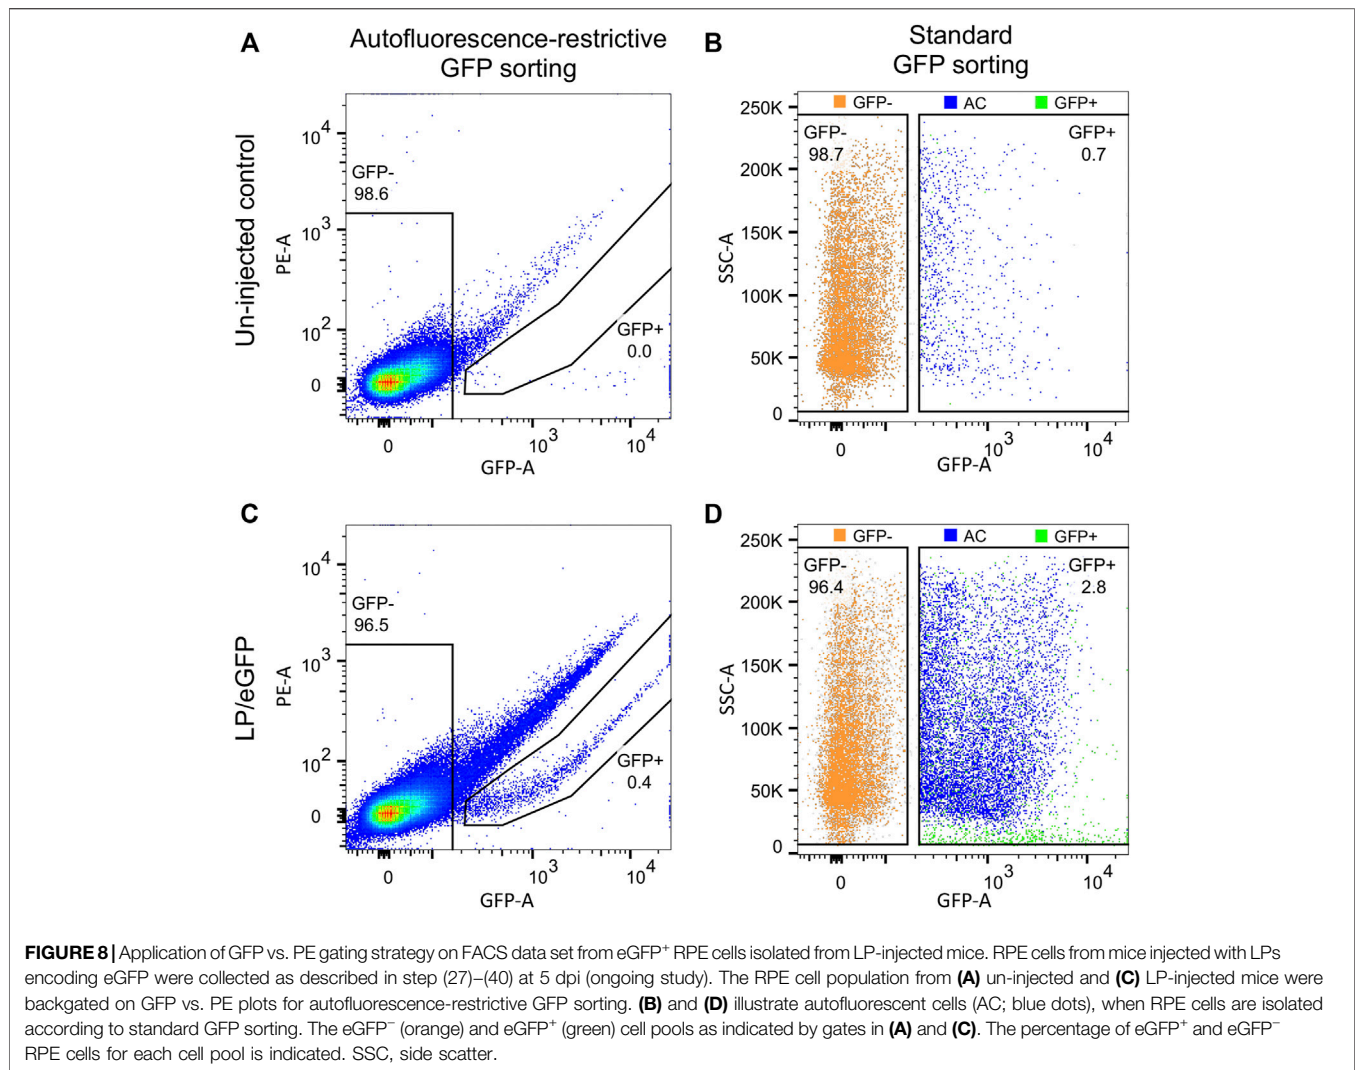 A
Autofluorescence-restrictive
GFP sorting
B
Standard
GFP sorting
Un-injected control
10^4
10^3
10^2
0
PE-A
GFP-
98.6
GFP+
0.0
0
10^3
10^4
GFP-A
GFP-
AC
GFP+
250K
200K
150K
100K
50K
0
SSC-A
GFP-
98.7
GFP+
0.7
0
10^3
10^4
GFP-A
C
LP/eGFP
10^4
10^3
10^2
0
PE-A
GFP-
96.5
GFP+
0.4
0
10^3
10^4
GFP-A
D
GFP-
AC
GFP+
250K
200K
150K
100K
50K
0
SSC-A
GFP-
96.4
GFP+
2.8
0
10^3
10^4
GFP-A
FIGURE 8 | Application of GFP vs. PE gating strategy on FACS data set from eGFP⁺ RPE cells isolated from LP-injected mice. RPE cells from mice injected with LPs
encoding eGFP were collected as described in step (27)–(40) at 5 dpi (ongoing study). The RPE cell population from (A) un-injected and (C) LP-injected mice were
backgated on GFP vs. PE plots for autofluorescence-restrictive GFP sorting. (B) and (D) illustrate autofluorescent cells (AC; blue dots), when RPE cells are isolated
according to standard GFP sorting. The eGFP⁻ (orange) and eGFP⁺ (green) cell pools as indicated by gates in (A) and (C). The percentage of eGFP⁺ and eGFP⁻
RPE cells for each cell pool is indicated. SSC, side scatter.